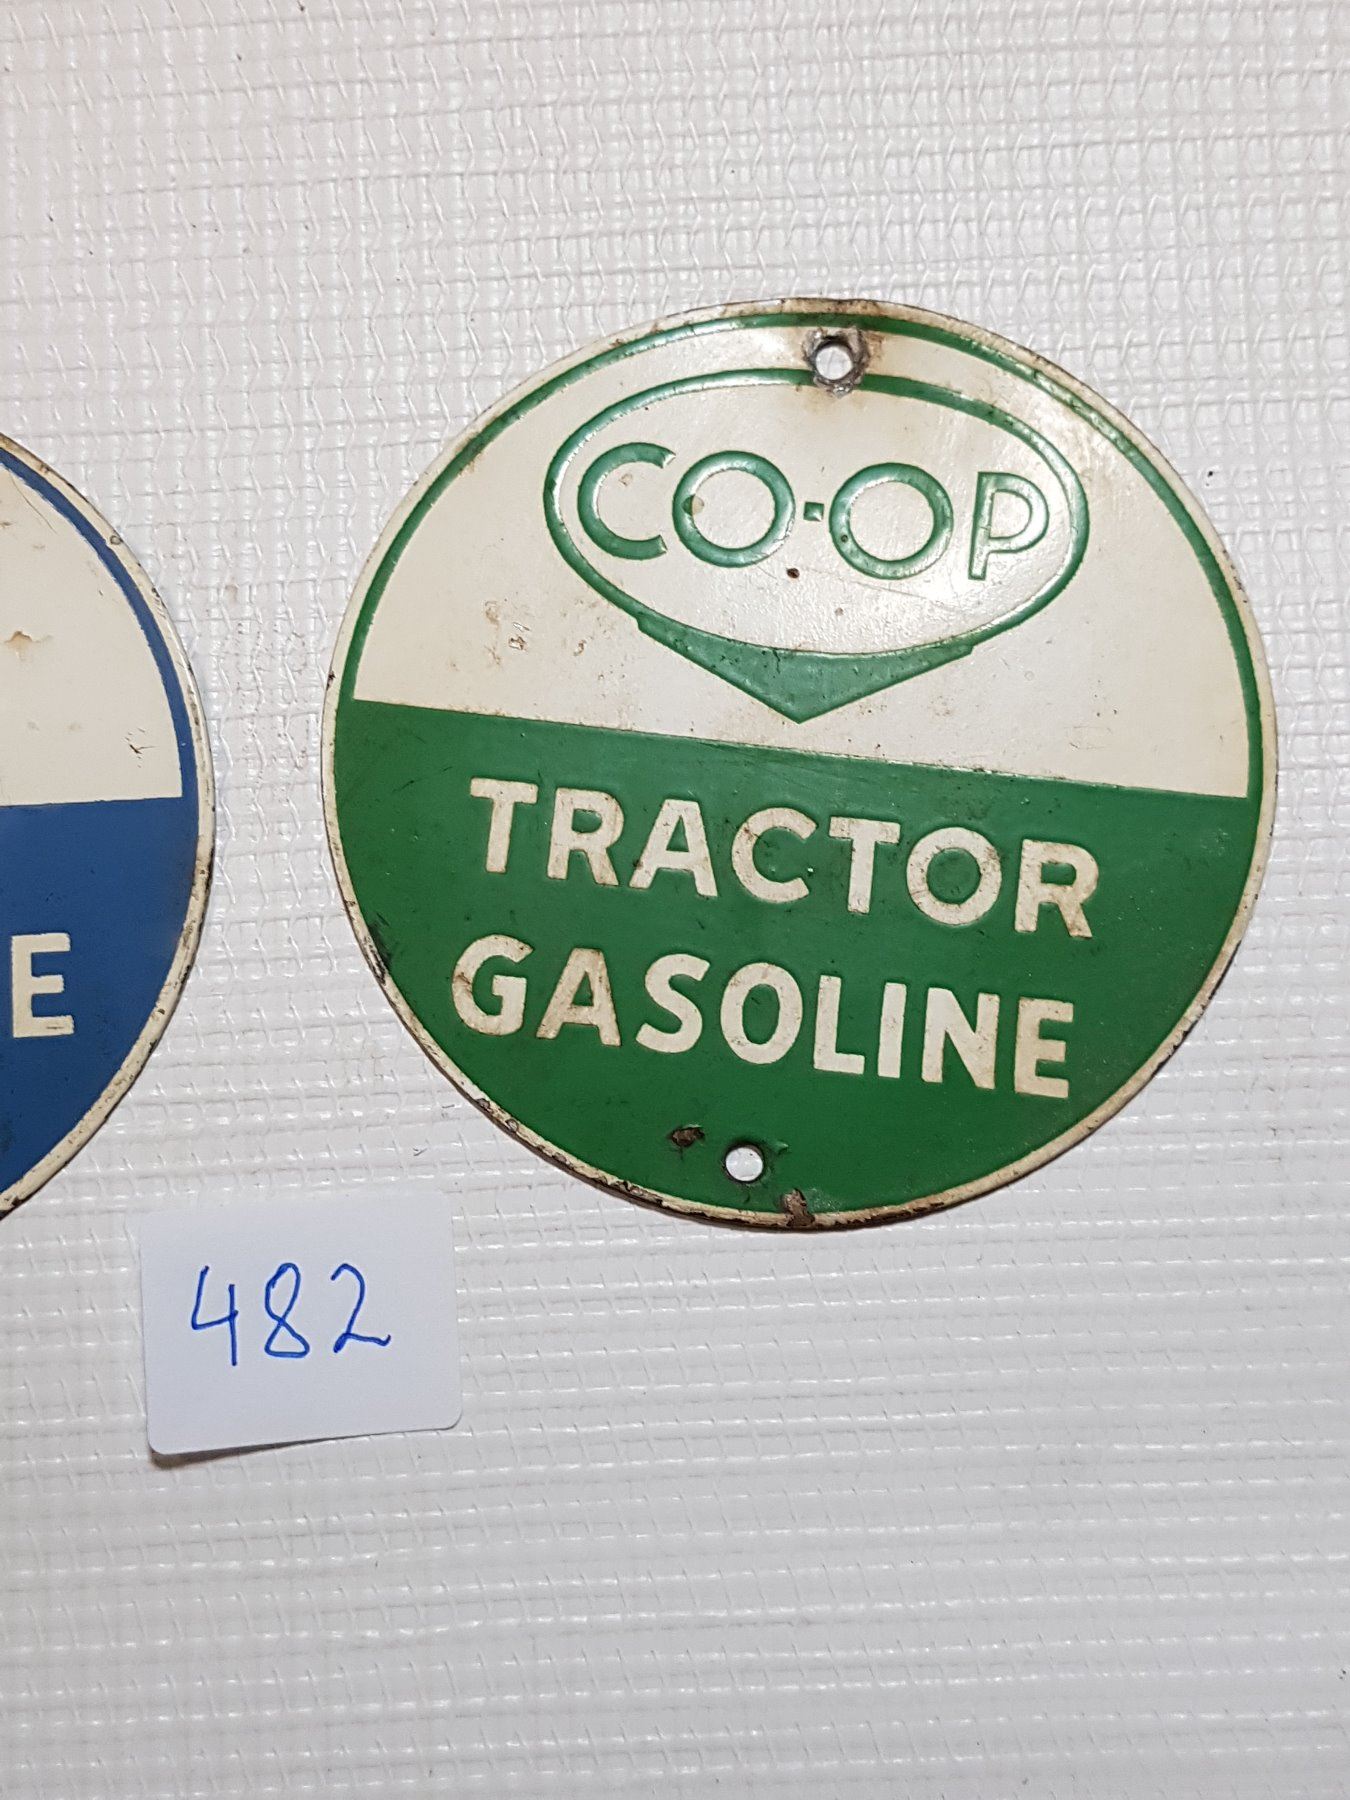 CO-OP
TRACTOR
GASOLINE
E
482